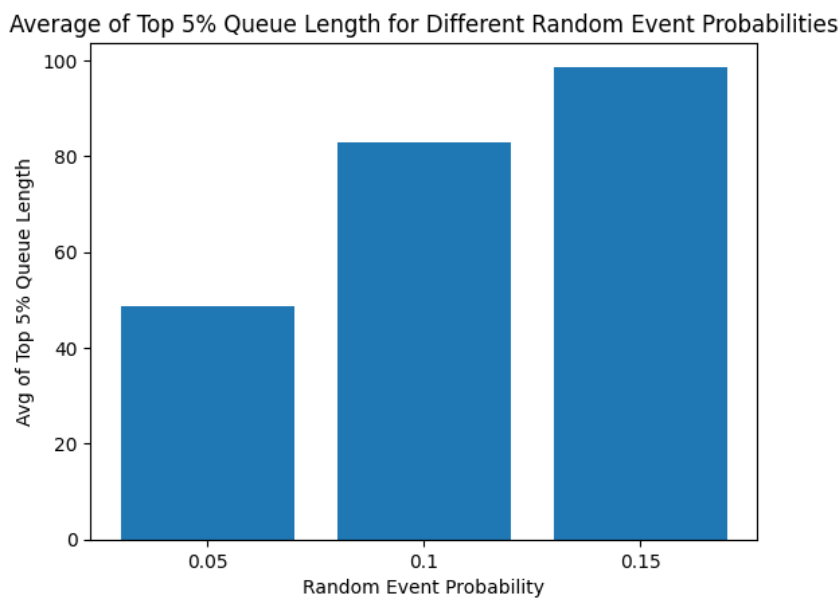 Average of Top 5% Queue Length for Different Random Event Probabilities
100
80
60
40
20
0
Avg of Top 5% Queue Length
0.05 0.1 0.15
Random Event Probability